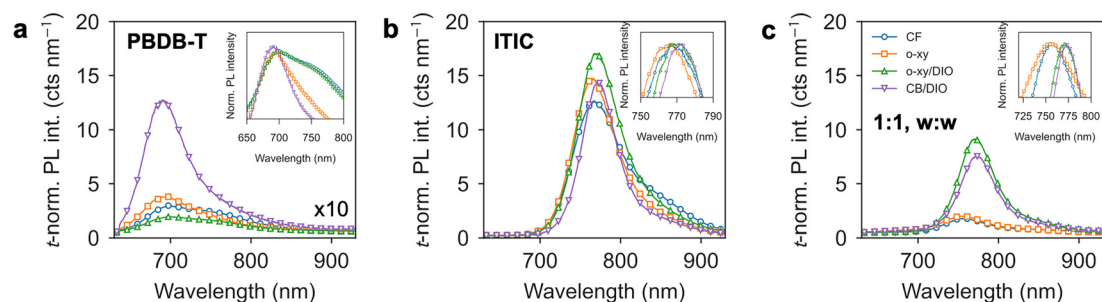 a
PBDB-T
t-norm. PL int. (cts nm⁻¹)
20
15
10
5
0
700
800
900
Wavelength (nm)
x10
Norm. PL intensity
650
700
750
800
Wavelength (nm)
b
ITIC
t-norm. PL int. (cts nm⁻¹)
20
15
10
5
0
700
800
900
Wavelength (nm)
Norm. PL intensity
750
760
770
780
790
Wavelength (nm)
c
CF
o-xy
o-xy/DIO
CB/DIO
1:1, w:w
t-norm. PL int. (cts nm⁻¹)
20
15
10
5
0
700
800
900
Wavelength (nm)
Norm. PL intensity
725
750
775
800
Wavelength (nm)